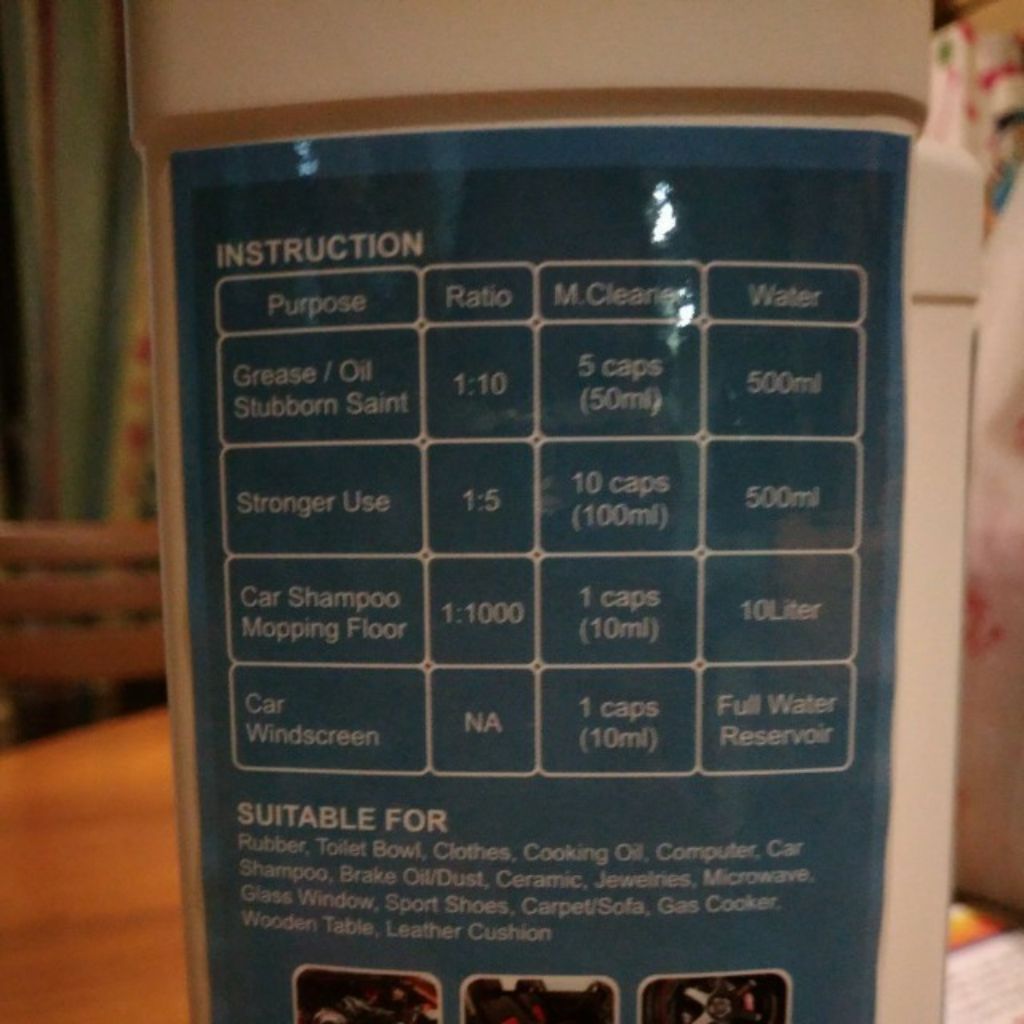 INSTRUCTION
Purpose Ratio M.Cleaner Water
Grease / Oil
Stubborn Saint
1:10
5 caps
(50ml)
500ml
Stronger Use
1:5
10 caps
(100ml)
500ml
Car Shampoo
Mopping Floor
1:1000
1 caps
(10ml)
10Liter
Car
Windscreen
NA
1 caps
(10ml)
Full Water
Reservoir
SUITABLE FOR
Rubber, Toilet Bowl, Clothes, Cooking Oil, Computer, Car
Shampoo, Brake Oil/Dust, Ceramic, Jewelries, Microwave,
Glass Window, Sport Shoes, Carpet/Sofa, Gas Cooker,
Wooden Table, Leather Cushion